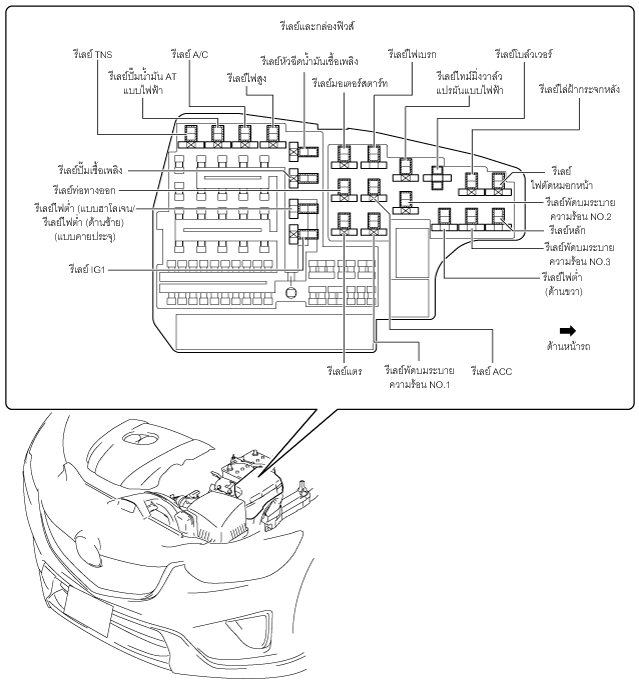 รีเลย์และกล่องฟิวส์
รีเลย์ TNS
รีเลย์ A/C
รีเลย์หัวฉีดน้ำมันเชื้อเพลิง
รีเลย์ไฟเบรก
รีเลย์โบล์วเวอร์
รีเลย์ปั๊มน้ำมัน AT
แบบไฟฟ้า
รีเลย์ไฟสูง
รีเลย์มอเตอร์สตาร์ท
รีเลย์ไทม์มิ่งวาล์ว
แปรผันแบบไฟฟ้า
รีเลย์ไล่ฝ้ากระจกหลัง
รีเลย์ปั๊มเชื้อเพลิง
รีเลย์
ไฟตัดหมอกหน้า
รีเลย์ท่อทางออก
รีเลย์ไฟต่ำ (แบบฮาโลเจน/
รีเลย์ไฟต่ำ (ด้านซ้าย)
(แบบคายประจุ)
รีเลย์พัดบมระบาย
ความร้อน NO.2
รีเลย์หลัก
รีเลย์พัดบมระบาย
ความร้อน NO.3
รีเลย์ IG1
รีเลย์ไฟต่ำ
(ด้านขวา)
ด้านหน้ารถ
รีเลย์แตร
รีเลย์พัดบมระบาย
ความร้อน NO.1
รีเลย์ ACC